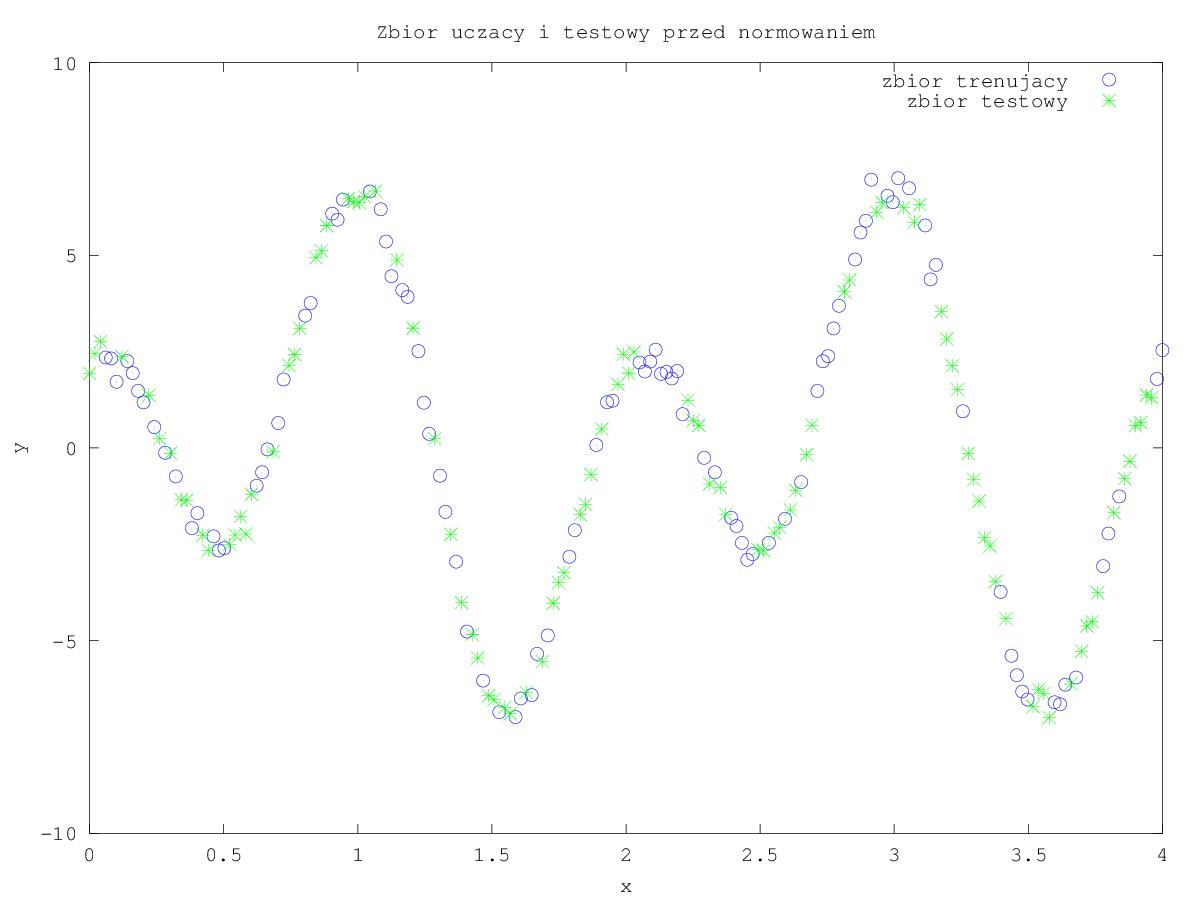 Zbior uczacy i testowy przed normowaniem
zbior trenujacy
zbior testowy
10
5
0
-5
-10
y
0 0.5 1 1.5 2 2.5 3 3.5 4
x